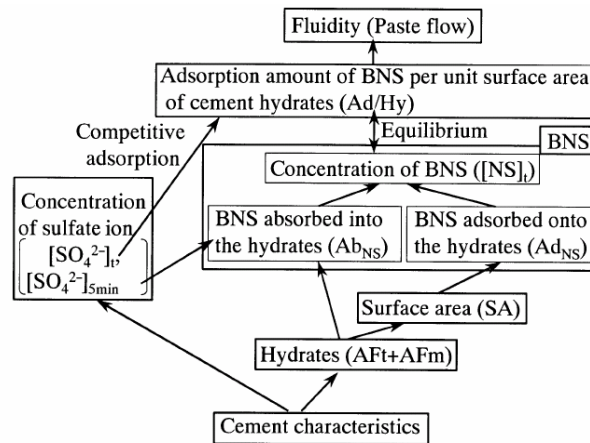 Fluidity (Paste flow)
Adsorption amount of BNS per unit surface area
of cement hydrates (Ad/Hy)
Competitive
adsorption
Equilibrium
BNS
Concentration of BNS ([NS]t)
Concentration
of sulfate ion
[SO₄²⁻]t,
[SO₄²⁻]5min
BNS absorbed into
the hydrates (AbNS)
BNS adsorbed onto
the hydrates (AdNS)
Surface area (SA)
Hydrates (AFt+AFm)
Cement characteristics